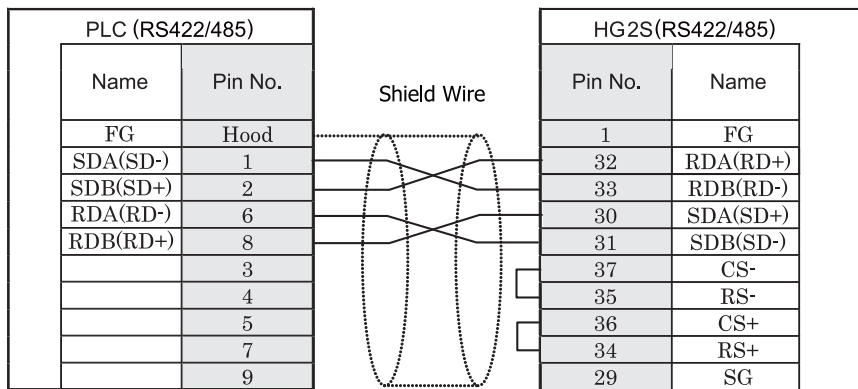 PLC (RS422/485) HG2S(RS422/485)
Name Pin No. Shield Wire Pin No. Name
FG Hood 1 FG
SDA(SD-) 1 32 RDA(RD+)
SDB(SD+) 2 33 RDB(RD-)
RDA(RD-) 6 30 SDA(SD+)
RDB(RD+) 8 31 SDB(SD-)
3 37 CS-
4 35 RS-
5 36 CS+
7 34 RS+
9 29 SG